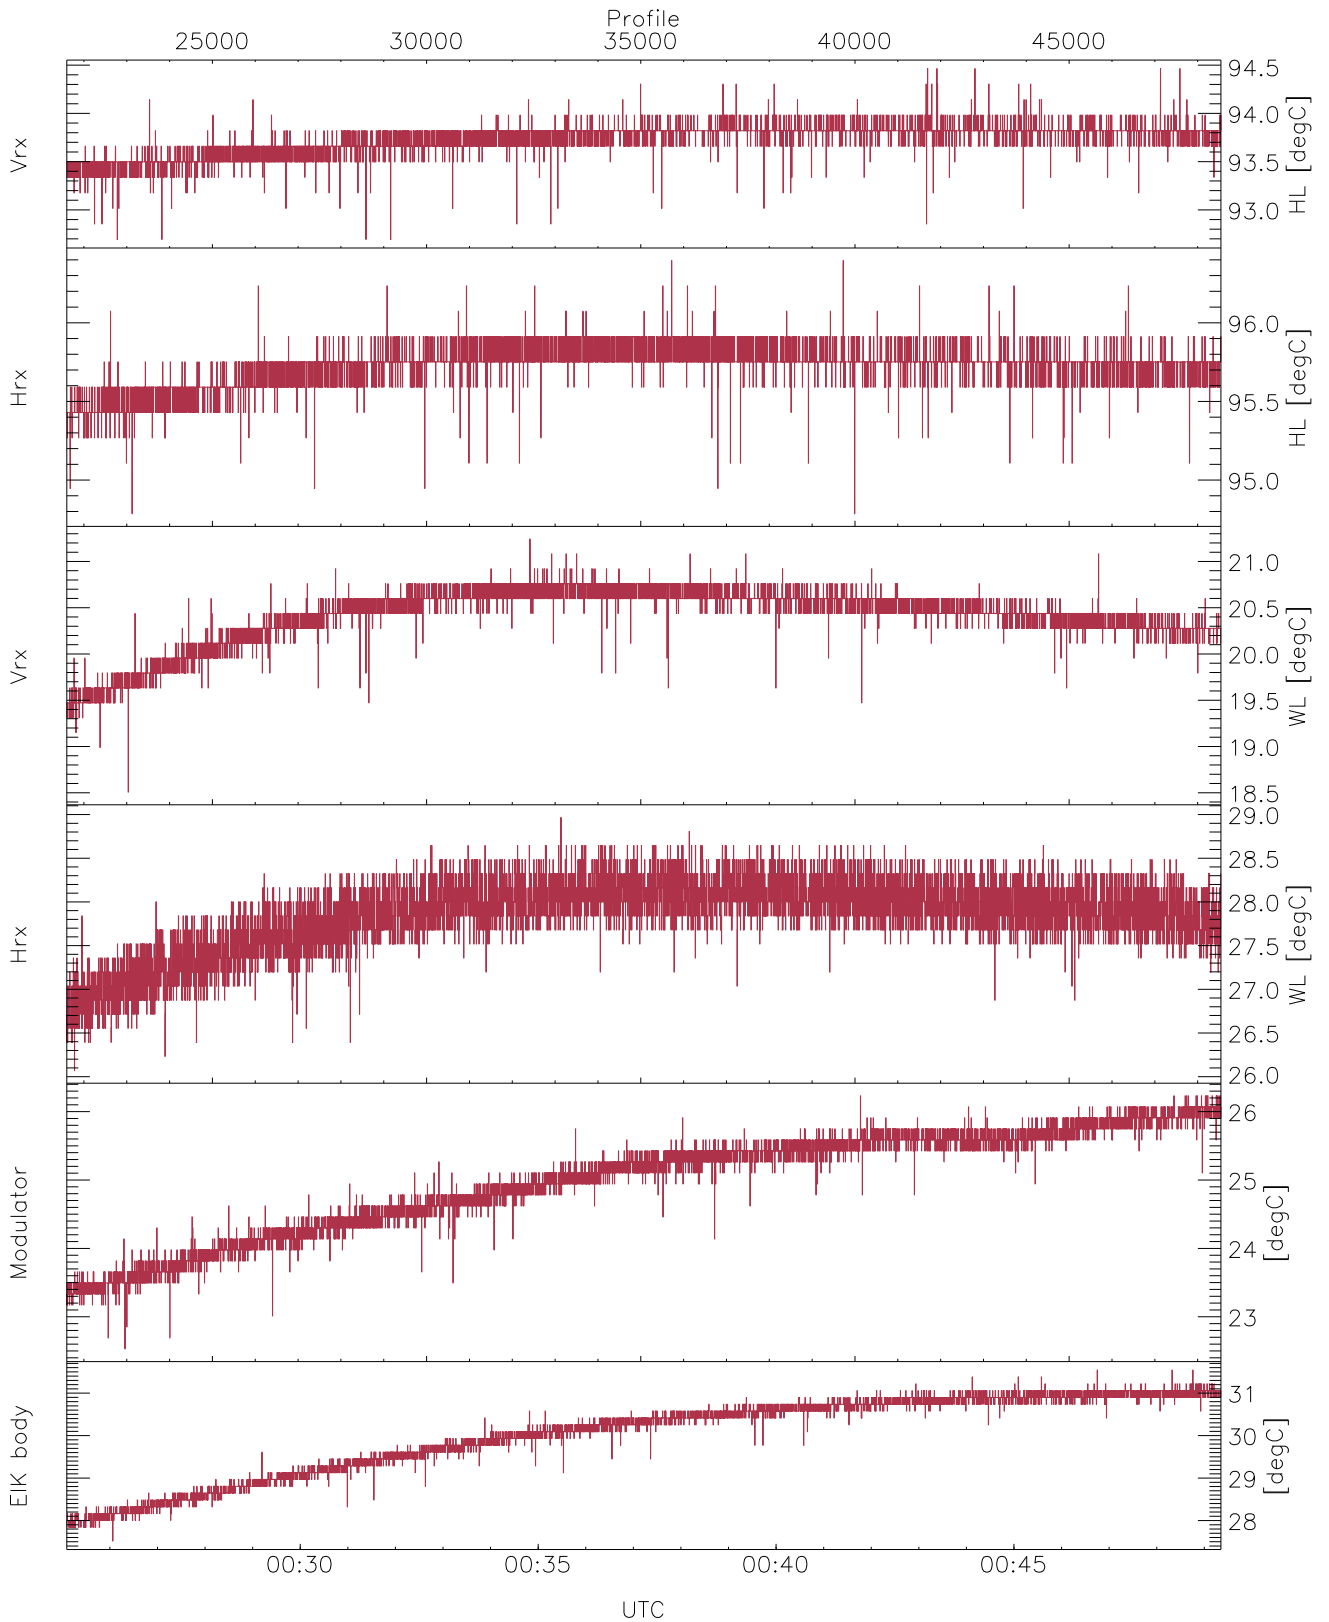 Profile
25000 30000 35000 40000 45000
Vrx
94.5
94.0
93.5
93.0
HL [degC]
Hrx
96.0
95.5
95.0
HL [degC]
Vrx
21.0
20.5
20.0
19.5
19.0
18.5
WL [degC]
Hrx
29.0
28.5
28.0
27.5
27.0
26.5
26.0
WL [degC]
Modulator
26
25
24
23
[degC]
EIK body
31
30
29
28
[degC]
00:30 00:35 00:40 00:45
UTC